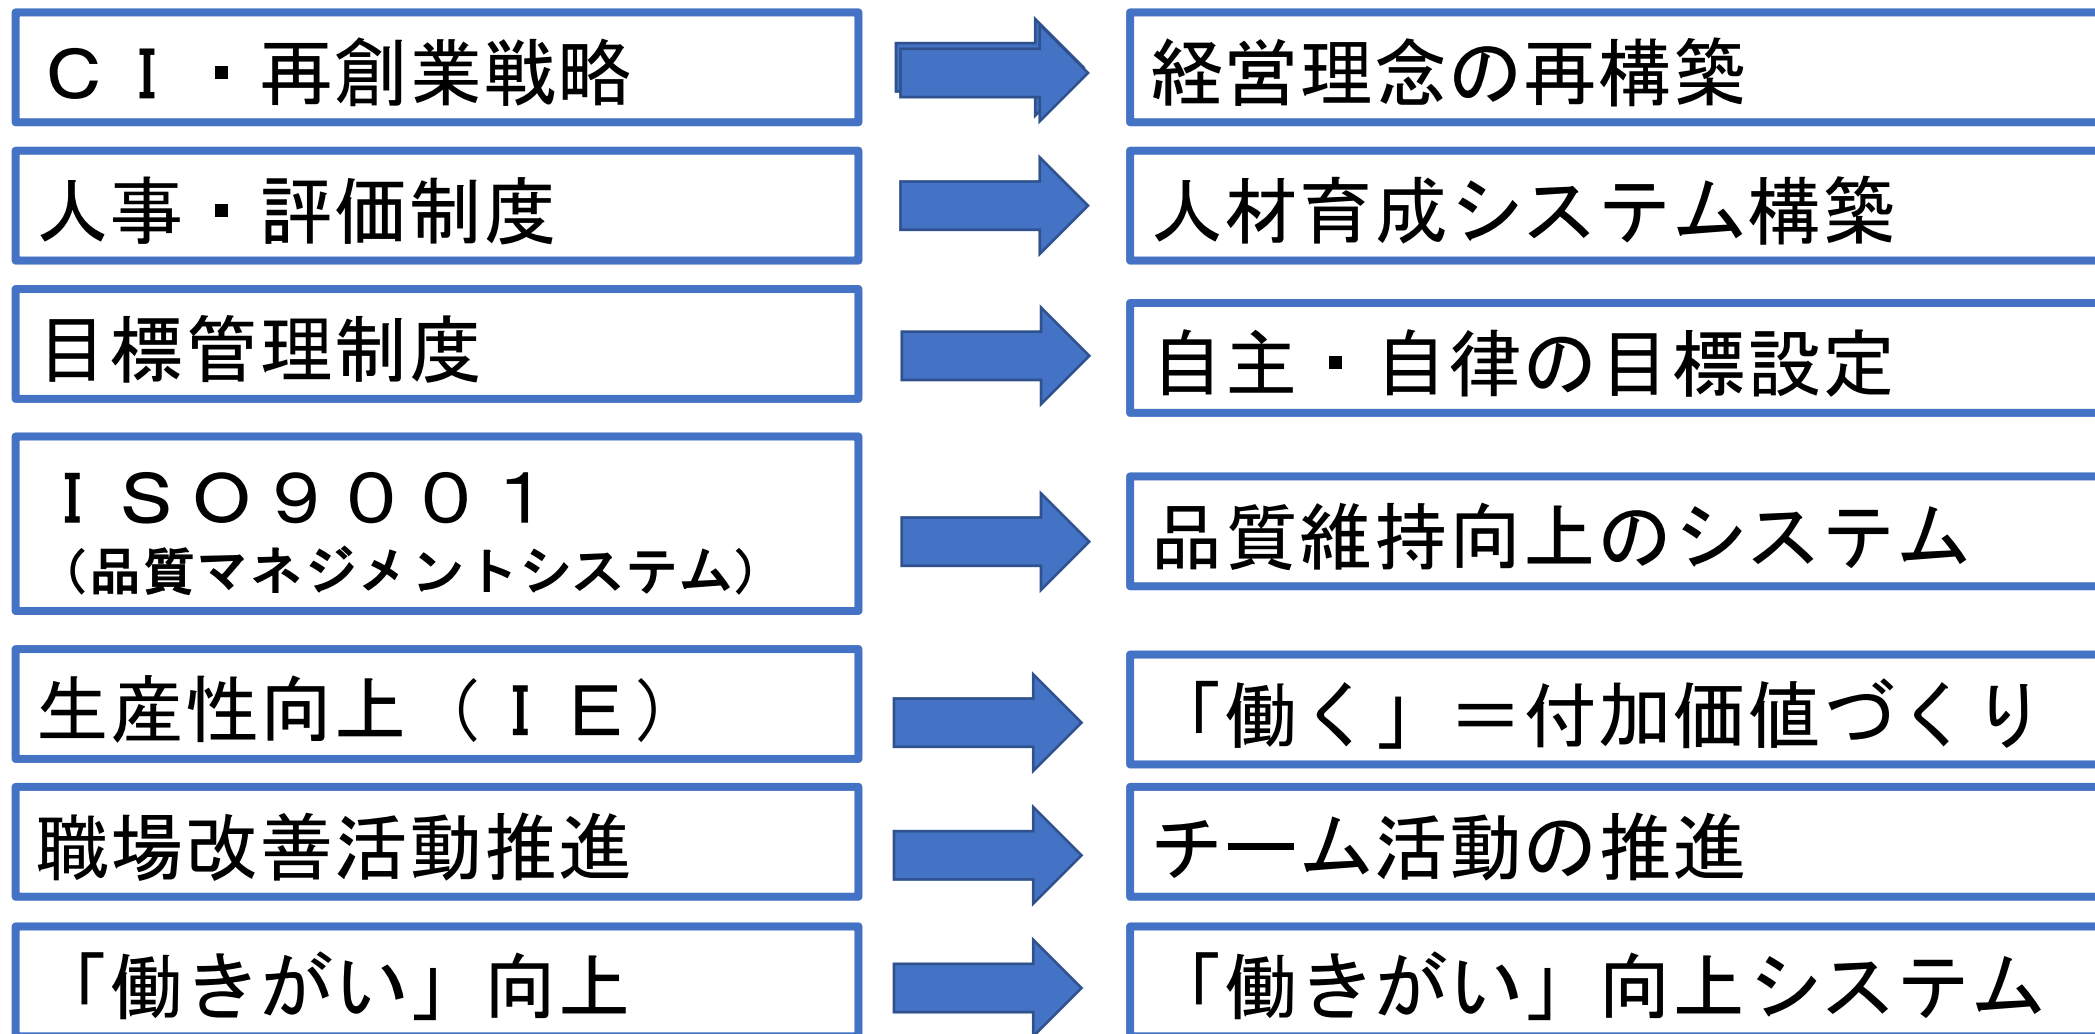 ＣＩ・再創業戦略
経営理念の再構築
人事・評価制度
人材育成システム構築
目標管理制度
自主・自律の目標設定
ＩＳＯ９００１
（品質マネジメントシステム）
品質維持向上のシステム
生産性向上（ＩＥ）
「働く」＝付加価値づくり
職場改善活動推進
チーム活動の推進
「働きがい」向上
「働きがい」向上システム